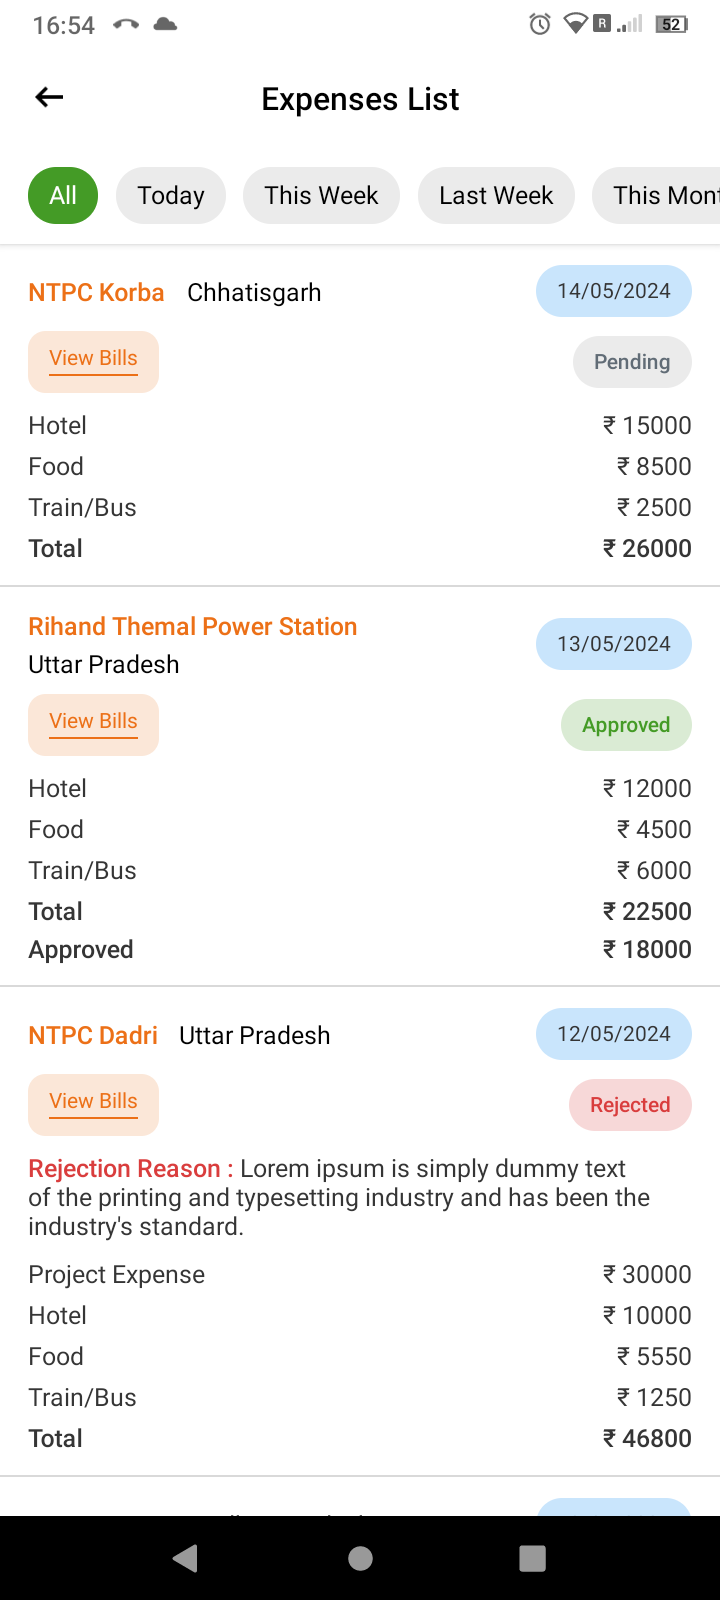 16:54
R
52
Expenses List
All Today This Week Last Week This Mont
NTPC Korba Chhatisgarh 14/05/2024
View Bills Pending
Hotel ₹ 15000
Food ₹ 8500
Train/Bus ₹ 2500
Total ₹ 26000
Rihand Themal Power Station
Uttar Pradesh 13/05/2024
View Bills Approved
Hotel ₹ 12000
Food ₹ 4500
Train/Bus ₹ 6000
Total ₹ 22500
Approved ₹ 18000
NTPC Dadri Uttar Pradesh 12/05/2024
View Bills Rejected
Rejection Reason : Lorem ipsum is simply dummy text
of the printing and typesetting industry and has been the
industry's standard.
Project Expense ₹ 30000
Hotel ₹ 10000
Food ₹ 5550
Train/Bus ₹ 1250
Total ₹ 46800